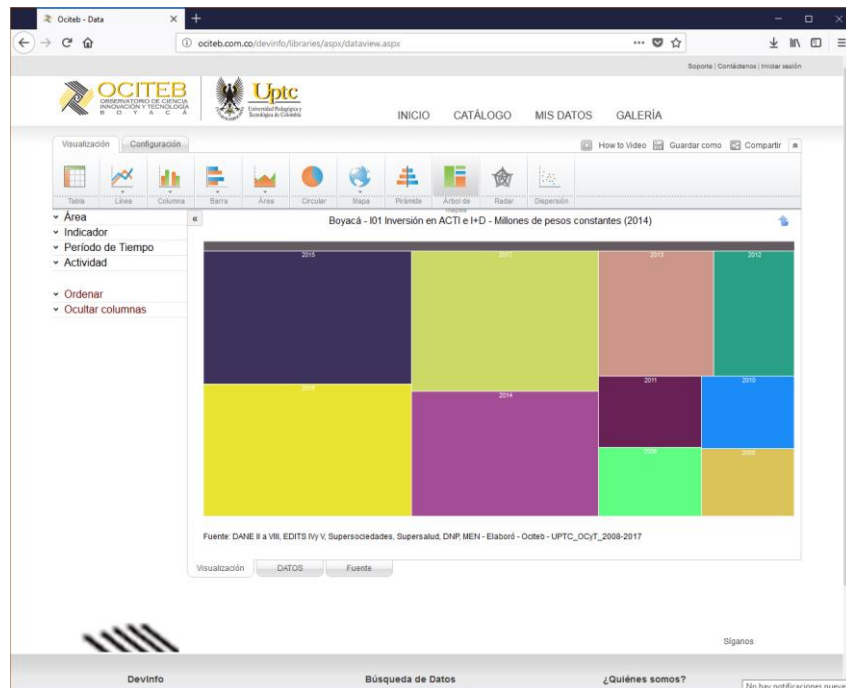 Ociteb - Data
ociteb.com.co/devinfo/libraries/aspx/dataview.aspx
Soporte | Contáctenos | Iniciar sesión
OCITEB
OBSERVATORIO DE CIENCIA
INNOVACIÓN Y TECNOLOGÍA
B O Y A C Á
Uptc
Universidad Pedagógica y
Tecnológica de Colombia
INICIO CATÁLOGO MIS DATOS GALERÍA
Visualización Configuración
How to Video Guardar como Compartir
Tabla Línea Columna Barra Área Circular Mapa Pirámide Árbol de mapas Radar Dispersión
Área
Indicador
Período de Tiempo
Actividad
Ordenar
Ocultar columnas
Boyacá - I01 Inversión en ACTI e I+D - Millones de pesos constantes (2014)
2015 2017 2013 2012
2011 2010
2014
2009 2008
Fuente: DANE II a VIII, EDITS IVy V, Supersociedades, Supersalud, DNP, MEN - Elaboró - Ociteb - UPTC_OCyT_2008-2017
Visualización DATOS Fuente
Síganos
DevInfo Búsqueda de Datos ¿Quiénes somos?
No hay notificaciones nuevas